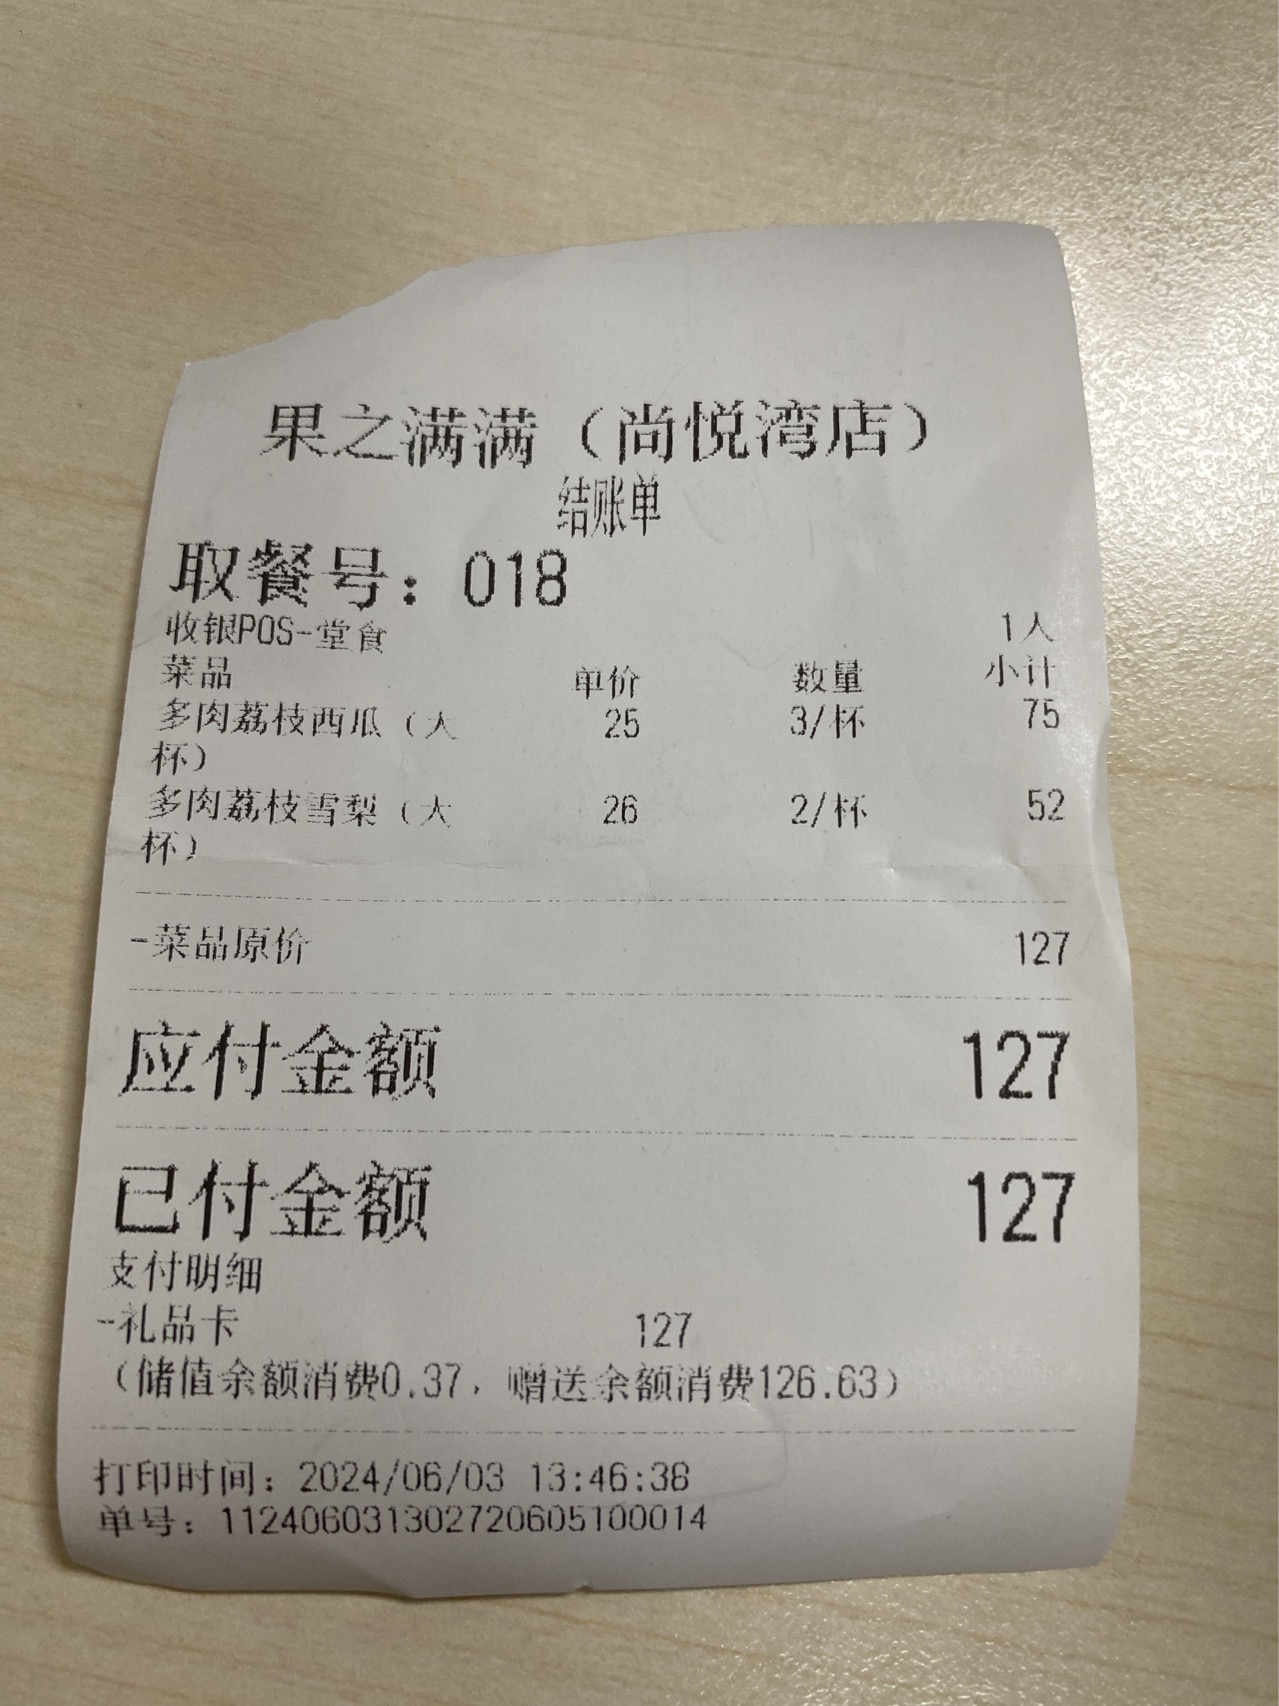 果之满满（尚悦湾店）
结账单
取餐号：018
收银POS-堂食 1人
菜品 单价 数量 小计
多肉荔枝西瓜（大 25 3/杯 75
杯）
多肉荔枝雪梨（大 26 2/杯 52
杯）
-菜品原价 127
应付金额 127
已付金额 127
支付明细
-礼品卡 127
（储值余额消费0.37，赠送余额消费126.63）
打印时间：2024/06/03 13:46:38
单号：112406031302720605100014